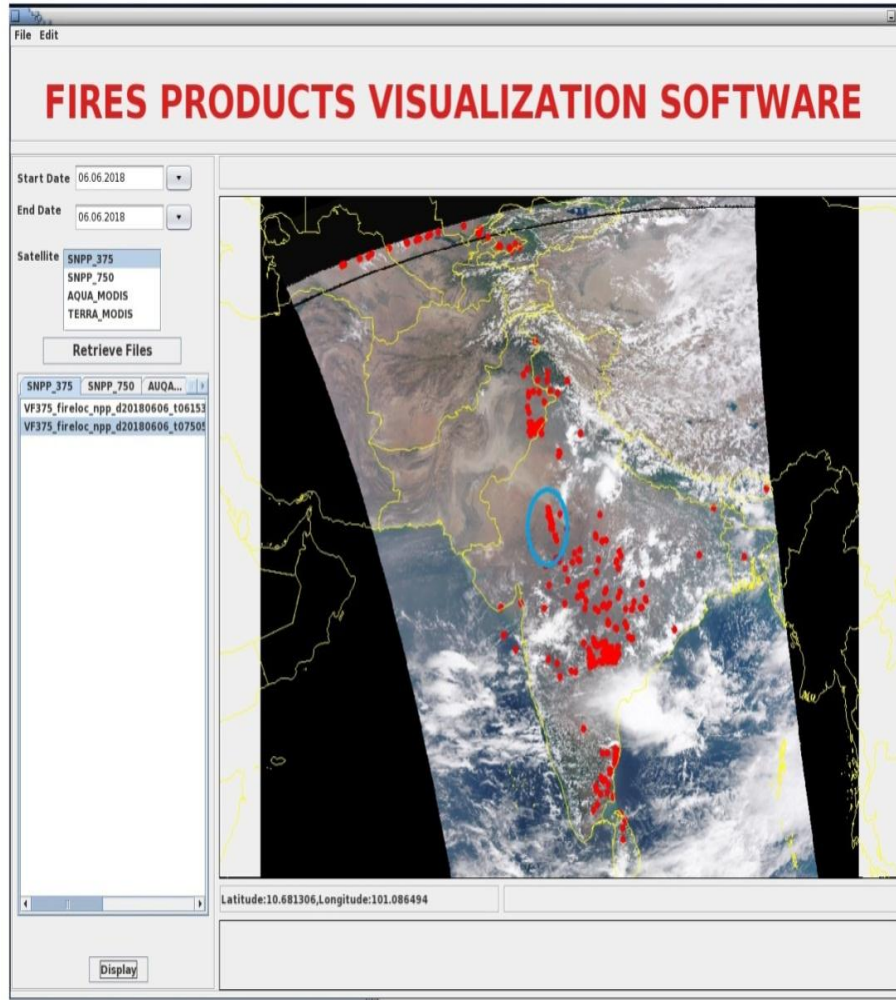 File Edit
FIRES PRODUCTS VISUALIZATION SOFTWARE
Start Date 06.06.2018
End Date 06.06.2018
Satellite SNPP_375
SNPP_750
AQUA_MODIS
TERRA_MODIS
Retrieve Files
SNPP_375 SNPP_750 AUQA...
VF375_fireloc_npp_d20180606_t06153
VF375_fireloc_npp_d20180606_t07505
Latitude:10.681306,Longitude:101.086494
Display